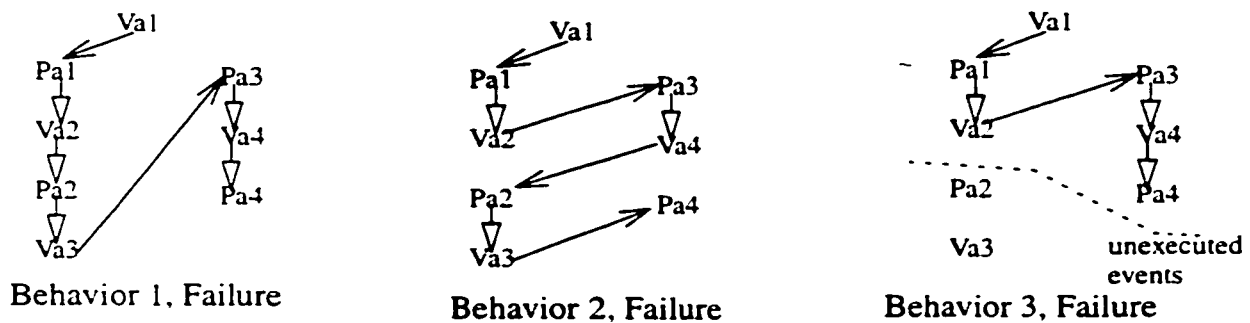 Va1
Pa1
Pa3
Va2
Va4
Pa2
Pa4
Va3
Behavior 1, Failure
Va1
Pa1
Pa3
Va2
Va4
Pa2
Pa4
Va3
Behavior 2, Failure
Va1
Pa1
Pa3
Va2
Va4
Pa2
Pa4
Va3
unexecuted
events
Behavior 3, Failure